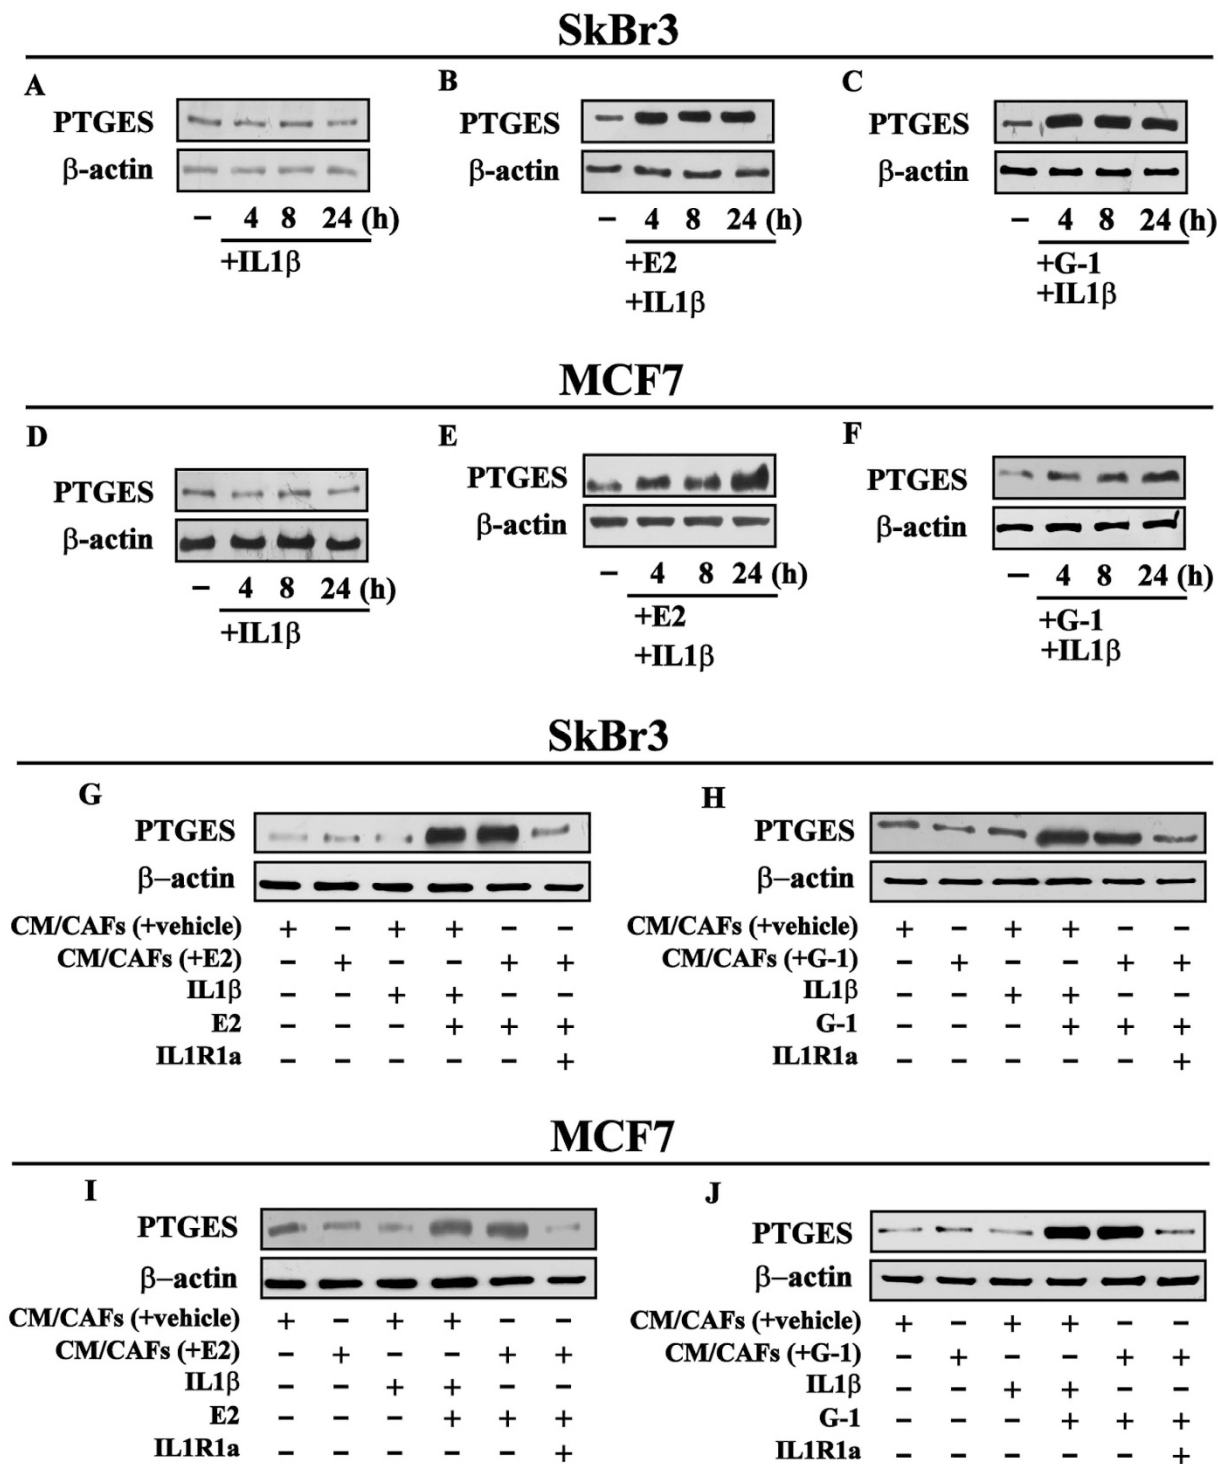 SkBr3
A B C
PTGES PTGES PTGES
β-actin β-actin β-actin
– 4 8 24 (h) – 4 8 24 (h) – 4 8 24 (h)
+IL1β +E2 +G-1
+IL1β +IL1β
MCF7
D E F
PTGES PTGES PTGES
β-actin β-actin β-actin
– 4 8 24 (h) – 4 8 24 (h) – 4 8 24 (h)
+IL1β +E2 +G-1
+IL1β +IL1β
SkBr3
G H
PTGES PTGES
β–actin β–actin
CM/CAFs (+vehicle) + – + + – – CM/CAFs (+vehicle) + – + + – –
CM/CAFs (+E2) – + – – + + CM/CAFs (+G-1) – + – – + +
IL1β – – + + – – IL1β – – + + – –
E2 – – – + + + G-1 – – – + + +
IL1R1a – – – – – + IL1R1a – – – – – +
MCF7
I J
PTGES PTGES
β–actin β–actin
CM/CAFs (+vehicle) + – + + – – CM/CAFs (+vehicle) + – + + – –
CM/CAFs (+E2) – + – – + + CM/CAFs (+G-1) – + – – + +
IL1β – – + + – – IL1β – – + + – –
E2 – – – + + + G-1 – – – + + +
IL1R1a – – – – – + IL1R1a – – – – – +